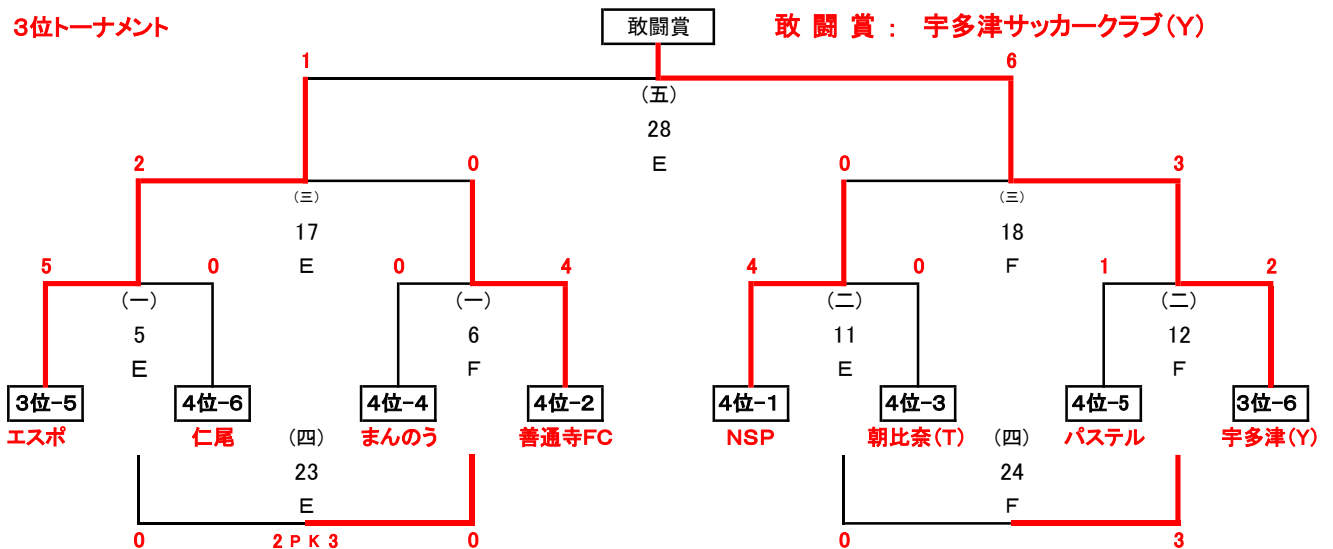 3位トーナメント
敢闘賞
敢 闘 賞 : 宇多津サッカークラブ(Y)
1
6
(五)
28
E
2
0
0
3
(三)
(三)
17
18
E
F
5
0
0
4
4
0
1
2
(一)
(一)
(二)
(二)
5
6
11
12
E
F
E
F
3位-5
4位-6
4位-4
4位-2
4位-1
4位-3
4位-5
3位-6
エスポ
仁尾
(四)
まんのう
善通寺FC
NSP
朝比奈(T)
(四)
パステル
宇多津(Y)
23
24
E
F
0
2 P K 3
0
0
3